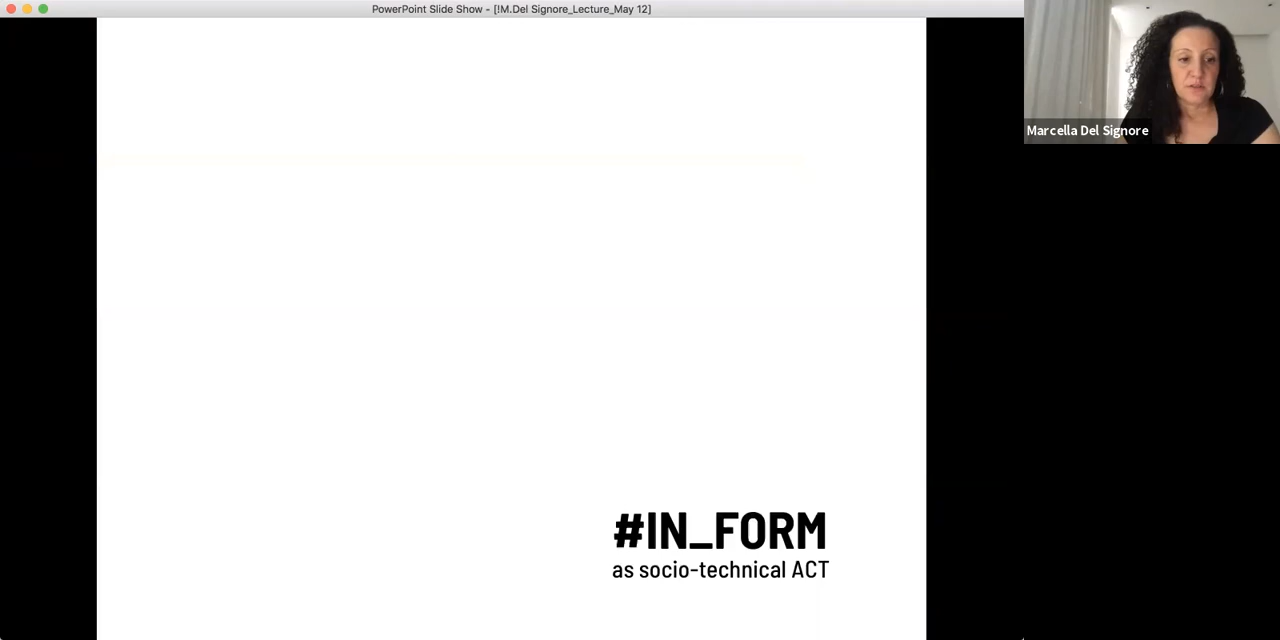 PowerPoint Slide Show - [!M.Del Signore_Lecture_May 12]
Marcella Del Signore
#IN_FORM
as socio-technical ACT